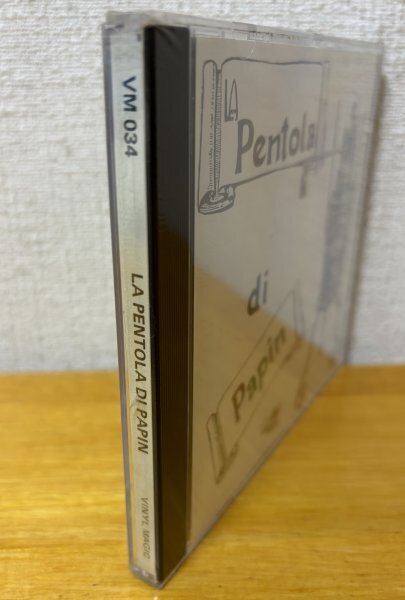 VM 034
LA PENTOLA DI PAPIN
VINYL MAGIC
LA
Pentola
di
Papin